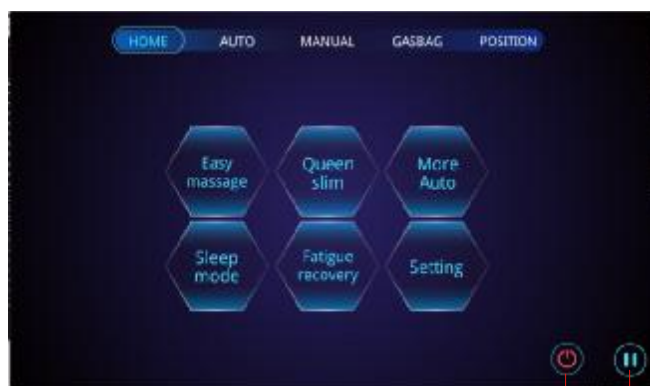 HOME AUTO MANUAL GASBAG POSITION
Easy
massage
Queen
slim
More
Auto
Sleep
mode
Fatigue
recovery
Setting